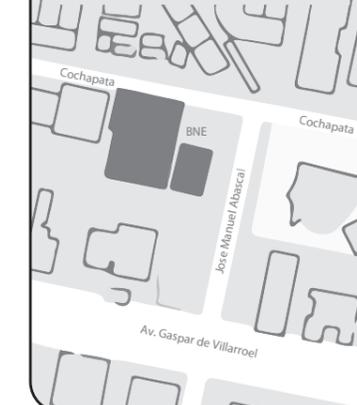 Cochapata
Cochapata
BNE
Jose Manuel Abascal
Av. Gaspar de Villarroel